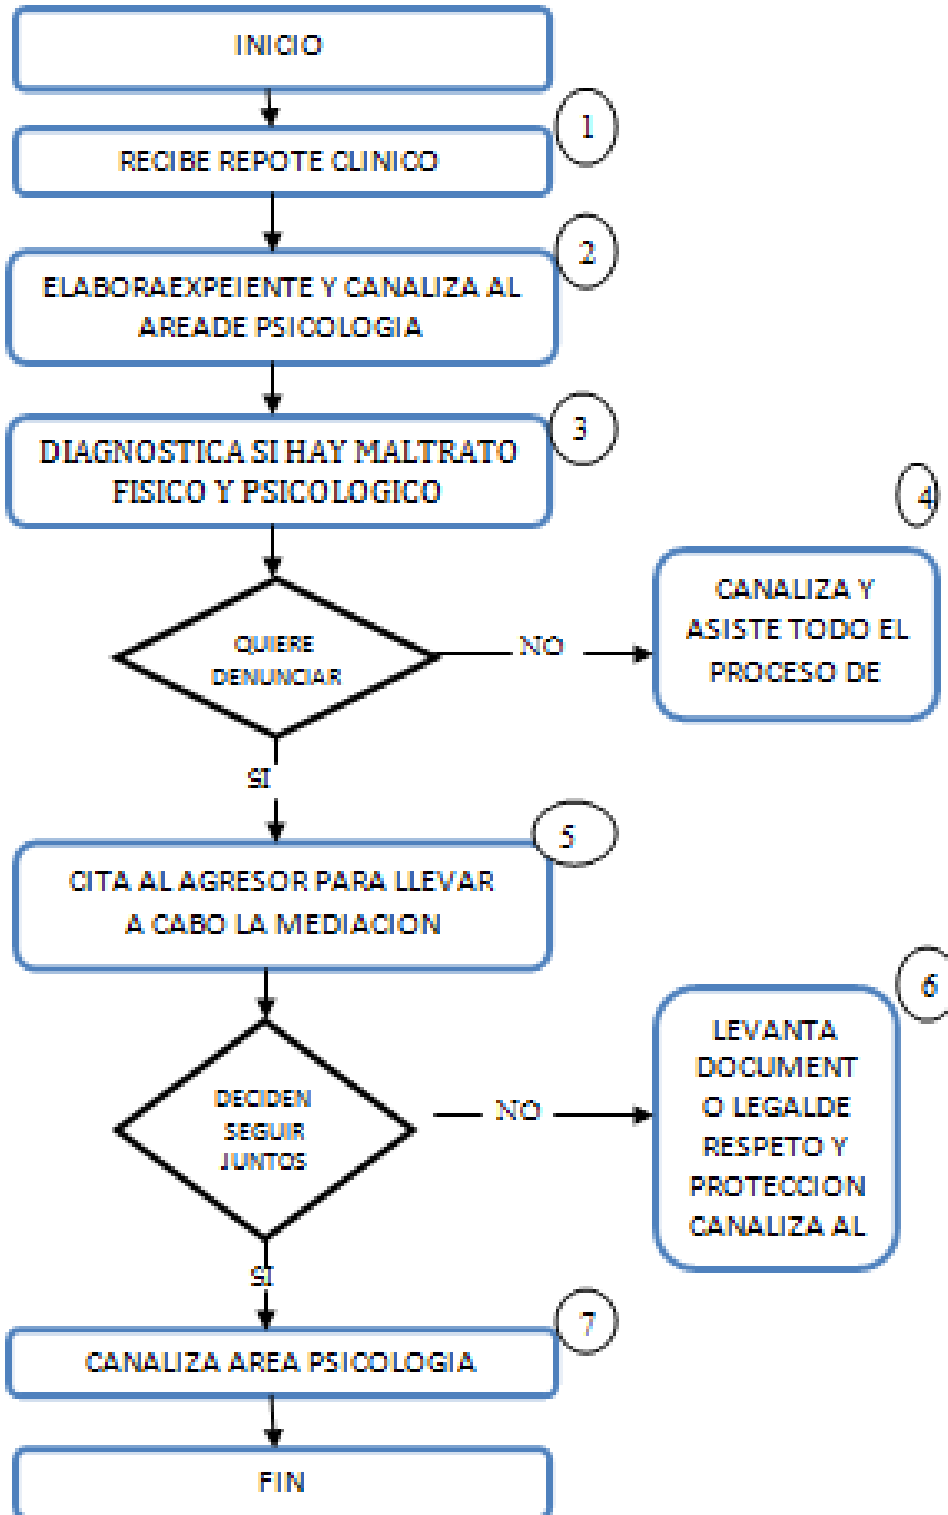 INICIO
1
RECIBE REPOTE CLINICO
2
ELABORAEXPEIENTE Y CANALIZA AL
AREADE PSICOLOGIA
3
DIAGNOSTICA SI HAY MALTRATO
FISICO Y PSICOLOGICO
4
CANALIZA Y
ASISTE TODO EL
PROCESO DE
QUIERE
DENUNCIAR
NO
SI
5
CITA AL AGRESOR PARA LLEVAR
A CABO LA MEDIACION
6
LEVANTA
DOCUMENT
O LEGALDE
RESPETO Y
PROTECCION
CANALIZA AL
DECIDEN
SEGUIR
JUNTOS
NO
SI
7
CANALIZA AREA PSICOLOGIA
FIN